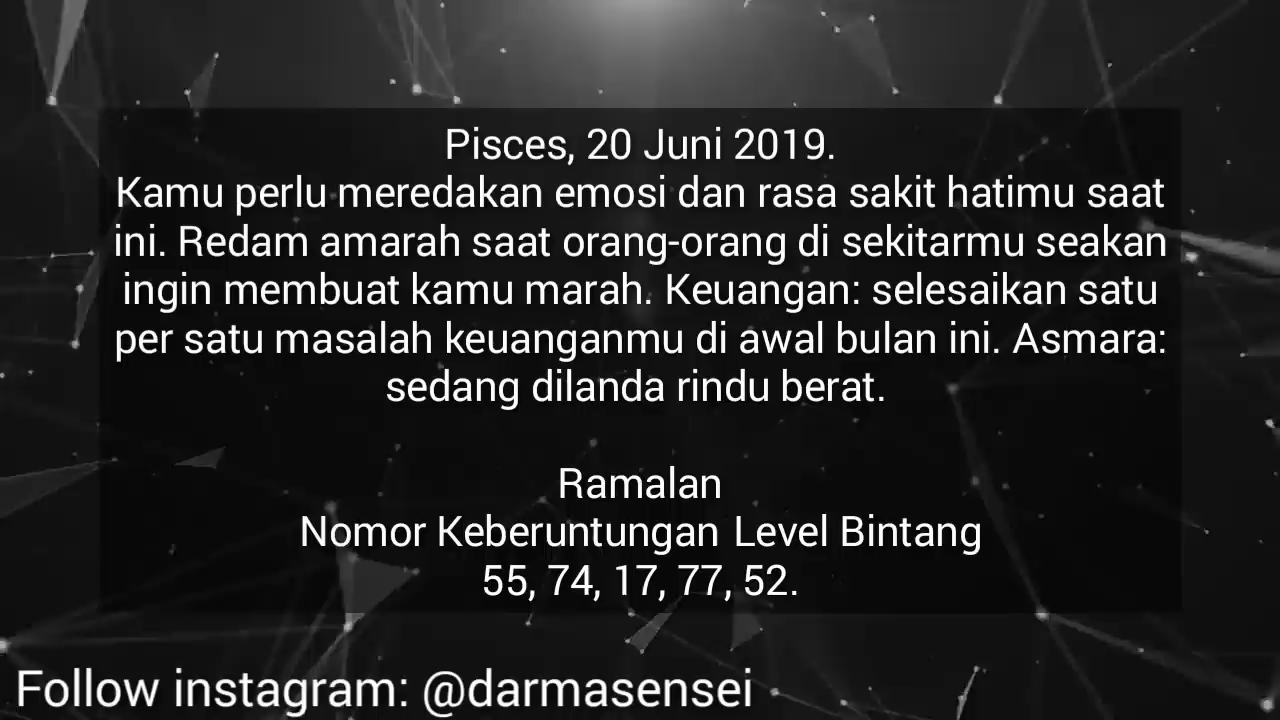 Pisces, 20 Juni 2019.
Kamu perlu meredakan emosi dan rasa sakit hatimu saat
ini. Redam amarah saat orang-orang di sekitarmu seakan
ingin membuat kamu marah. Keuangan: selesaikan satu
per satu masalah keuanganmu di awal bulan ini. Asmara:
sedang dilanda rindu berat.
Ramalan
Nomor Keberuntungan Level Bintang
55, 74, 17, 77, 52.
Follow instagram: @darmasensei